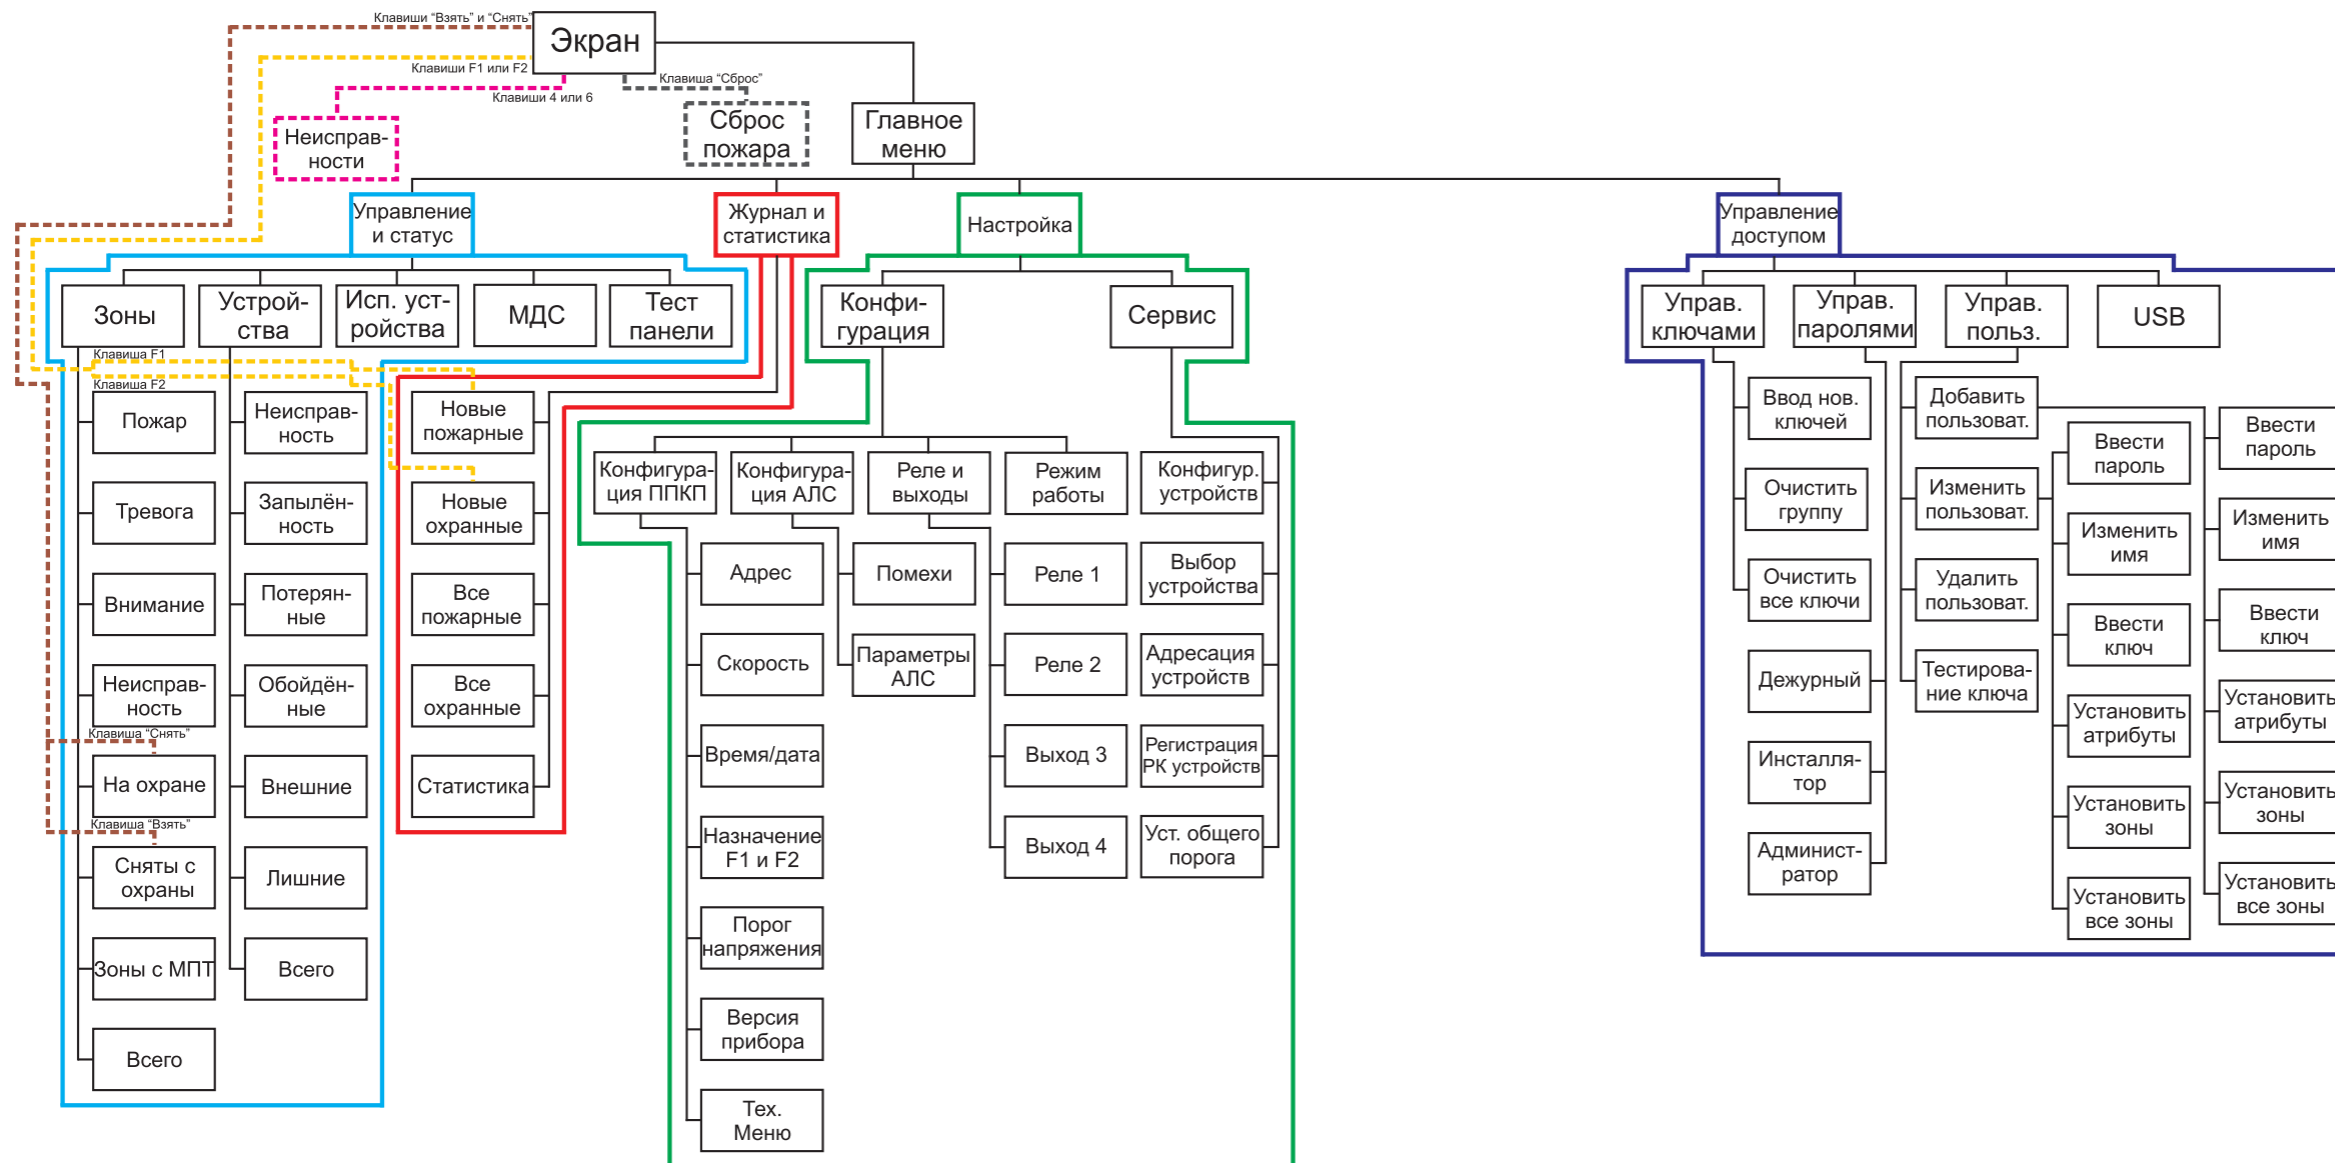 Клавиши “Взять” и “Снять”
Экран
Клавиши F1 или F2
Клавиша “Сброс”
Клавиши 4 или 6
Неисправ-
ности
Сброс
пожара
Главное
меню
Управление
и статус
Журнал и
статистика
Настройка
Управление
доступом
Зоны
Устрой-
ства
Исп. уст-
ройства
МДС
Тест
панели
Конфи-
гурация
Сервис
Управ.
ключами
Управ.
паролями
Управ.
польз.
USB
Клавиша F1
Клавиша F2
Пожар
Тревога
Внимание
Неисправ-
ность
Клавиша “Снять”
На охране
Клавиша “Взять”
Сняты с
охраны
Зоны с МПТ
Всего
Неисправ-
ность
Запылён-
ность
Потерян-
ные
Обойдён-
ные
Внешние
Лишние
Всего
Новые
пожарные
Новые
охранные
Все
пожарные
Все
охранные
Статистика
Конфигура-
ция ППКП
Конфигура-
ция АЛС
Реле и
выходы
Режим
работы
Конфигур.
устройств
Адрес
Скорость
Время/дата
Назначение
F1 и F2
Порог
напряжения
Версия
прибора
Тех.
Меню
Помехи
Параметры
АЛС
Реле 1
Реле 2
Выход 3
Выход 4
Выбор
устройства
Адресация
устройств
Регистрация
РК устройств
Уст. общего
порога
Ввод нов.
ключей
Очистить
группу
Очистить
все ключи
Дежурный
Инсталля-
тор
Админист-
ратор
Добавить
пользоват.
Изменить
пользоват.
Удалить
пользоват.
Тестирова-
ние ключа
Ввести
пароль
Изменить
имя
Ввести
ключ
Установить
атрибуты
Установить
зоны
Установить
все зоны
Ввести
пароль
Изменить
имя
Ввести
ключ
Установить
атрибуты
Установить
зоны
Установить
все зоны